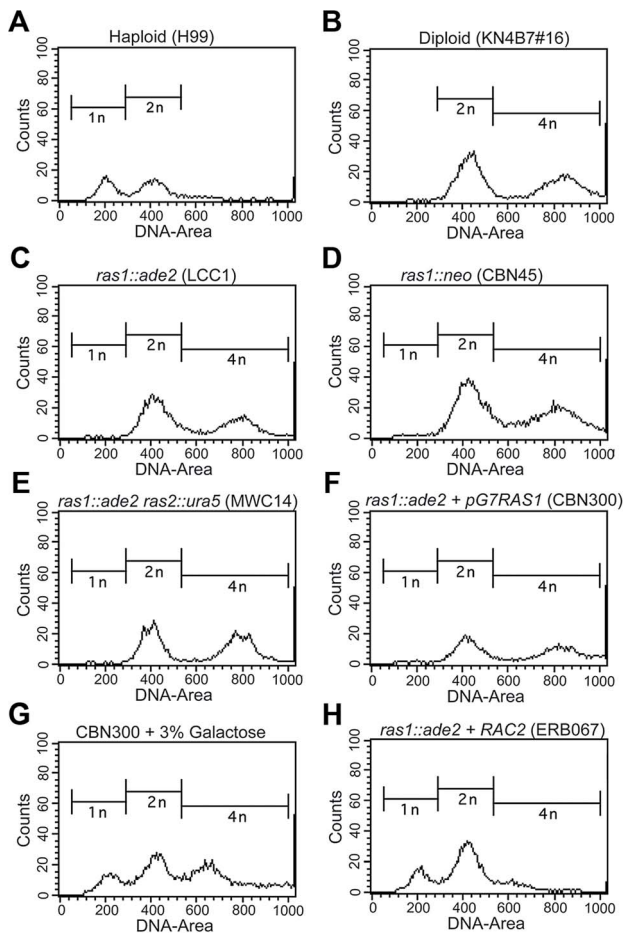 A
Haploid (H99)
Counts
0 20 40 60 80 100
1n 2n
0 200 400 600 800 1000
DNA-Area
B
Diploid (KN4B7#16)
Counts
0 20 40 60 80 100
2n 4n
0 200 400 600 800 1000
DNA-Area
C
ras1::ade2 (LCC1)
Counts
0 20 40 60 80 100
1n 2n 4n
0 200 400 600 800 1000
DNA-Area
D
ras1::neo (CBN45)
Counts
0 20 40 60 80 100
1n 2n 4n
0 200 400 600 800 1000
DNA-Area
E
ras1::ade2 ras2::ura5 (MWC14)
Counts
0 20 40 60 80 100
1n 2n 4n
0 200 400 600 800 1000
DNA-Area
F
ras1::ade2 + pG7RAS1 (CBN300)
Counts
0 20 40 60 80 100
1n 2n 4n
0 200 400 600 800 1000
DNA-Area
G
CBN300 + 3% Galactose
Counts
0 20 40 60 80 100
1n 2n 4n
0 200 400 600 800 1000
DNA-Area
H
ras1::ade2 + RAC2 (ERB067)
Counts
0 20 40 60 80 100
1n 2n 4n
0 200 400 600 800 1000
DNA-Area